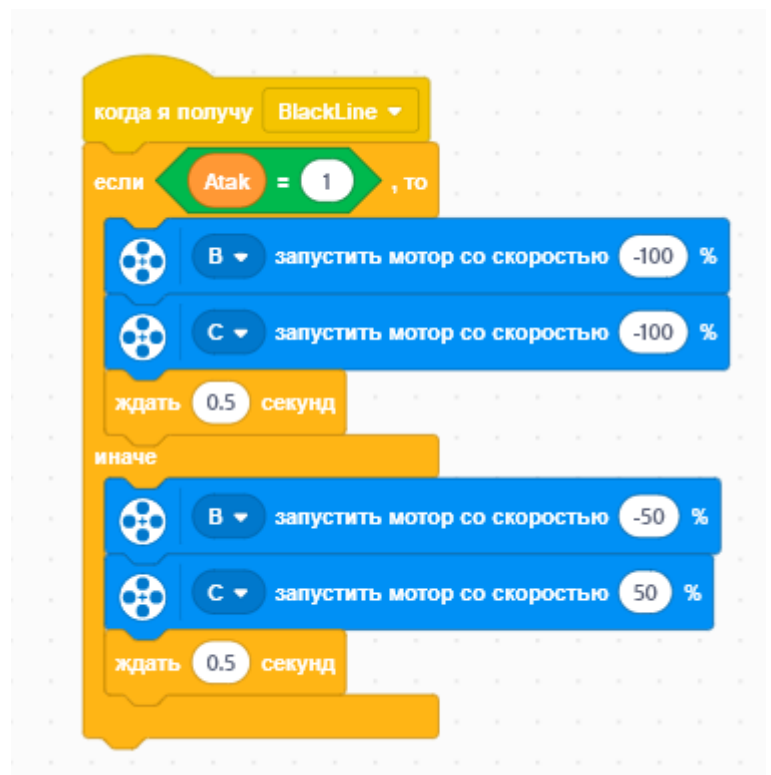 когда я получу BlackLine
если Atak = 1 , то
B запустить мотор со скоростью -100 %
C запустить мотор со скоростью -100 %
ждать 0.5 секунд
иначе
B запустить мотор со скоростью -50 %
C запустить мотор со скоростью 50 %
ждать 0.5 секунд